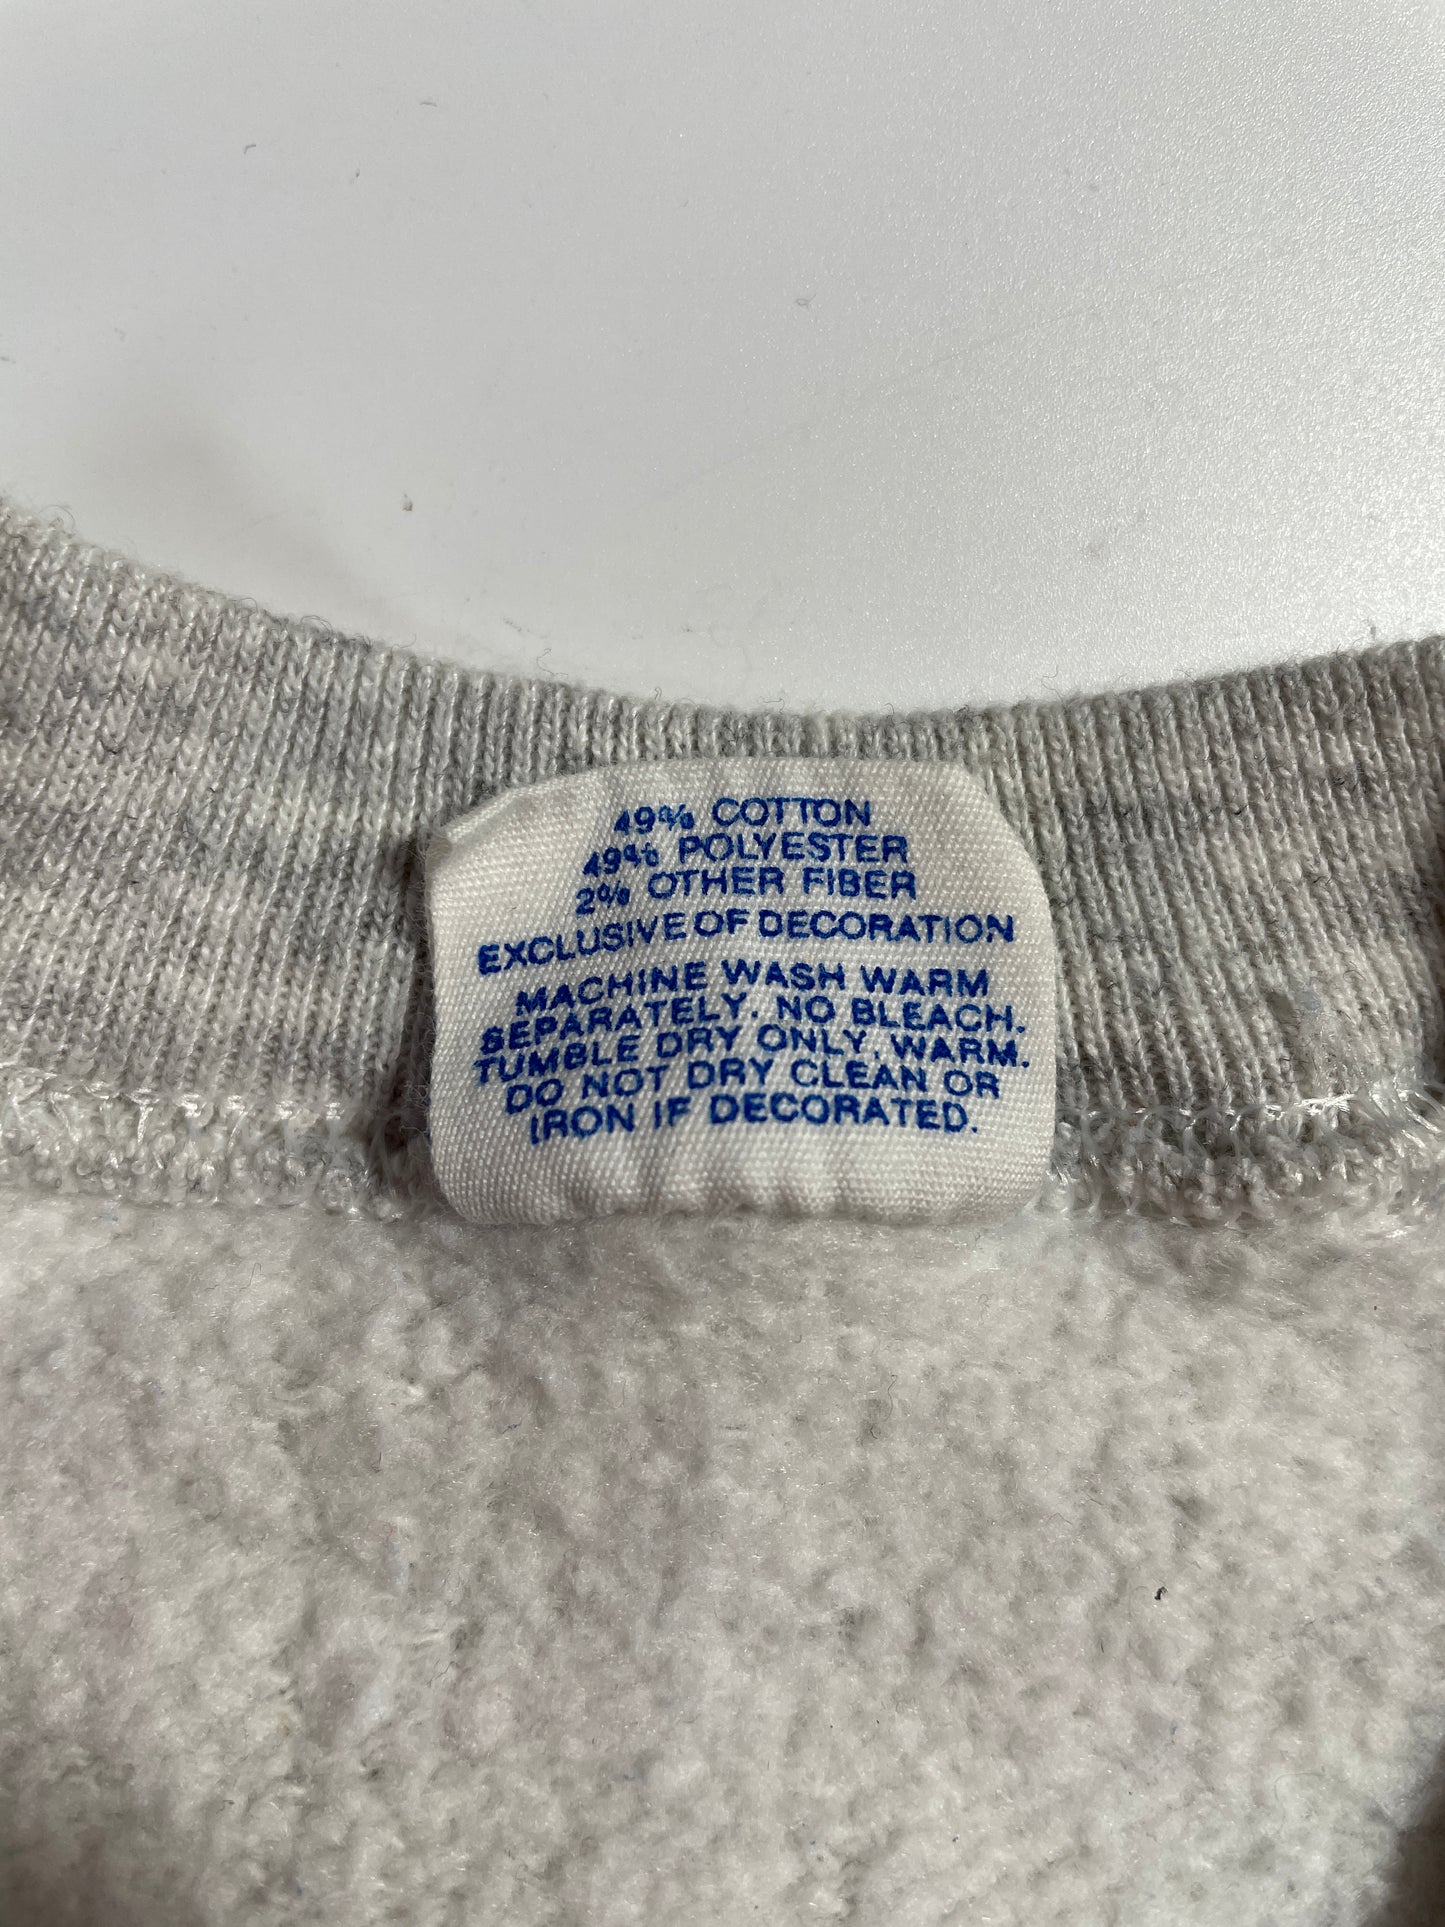 49% COTTON
49% POLYESTER
2% OTHER FIBER
EXCLUSIVE OF DECORATION
MACHINE WASH WARM
SEPARATELY. NO BLEACH.
TUMBLE DRY ONLY, WARM.
DO NOT DRY CLEAN OR
IRON IF DECORATED.